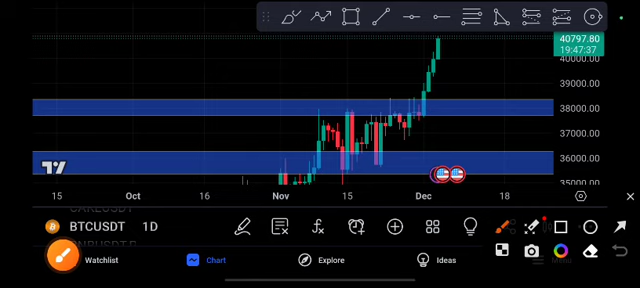 40797.80
19:47:37
40000.00
39000.00
38000.00
37000.00
36000.00
35000.00
15 Oct 16 Nov 15 Dec 18
BTCUSDT 1D
Watchlist Chart Explore Ideas